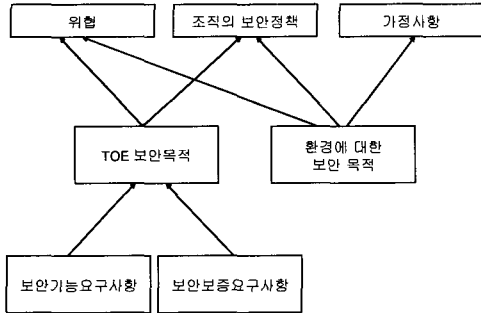 위협
조직의 보안정책
가정사항
TOE 보안목적
환경에 대한
보안 목적
보안기능요구사항
보안보증요구사항